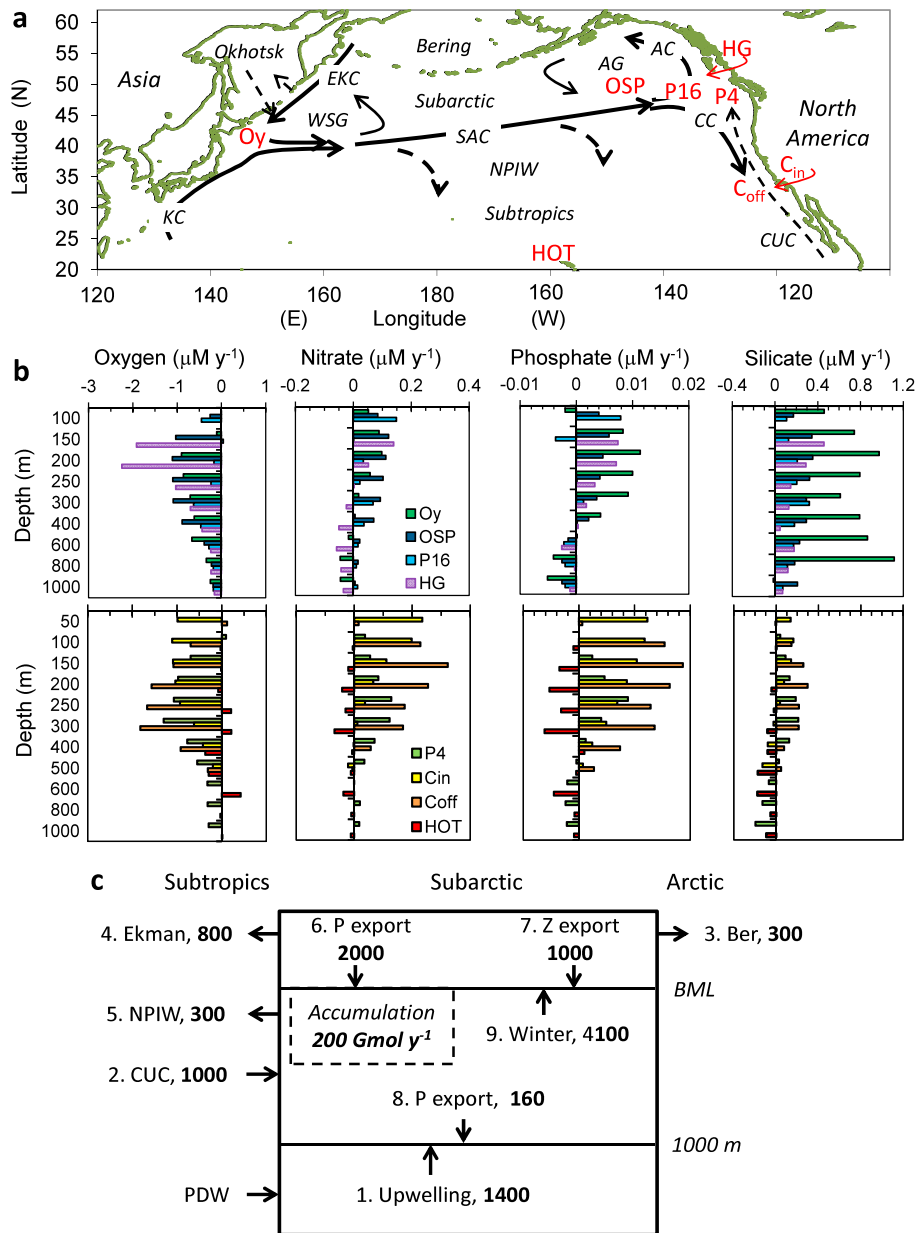 a
60
50
45
40
35
30
25
20
Latitude (N)
Okhotsk
Bering
AC
HG
Asia
EKC
AG
OSP
P16
P4
Subarctic
North
America
Oy
WSG
SAC
CC
NPIW
C_in
C_off
KC
Subtropics
CUC
HOT
120
140
160
180
160
140
120
(E)
Longitude
(W)
b
Oxygen (µM y⁻¹)
Nitrate (µM y⁻¹)
Phosphate (µM y⁻¹)
Silicate (µM y⁻¹)
-3 -2 -1 0 1
-0.2 0 0.2 0.4
-0.01 0 0.01 0.02
-0.4 0 0.4 0.8 1.2
Depth (m)
100
150
200
250
300
400
600
800
1000
Oy
OSP
P16
HG
Depth (m)
50
100
150
200
250
300
400
500
600
800
1000
P4
Cin
Coff
HOT
c
Subtropics
Subarctic
Arctic
4. Ekman, 800
6. P export
2000
7. Z export
1000
3. Ber, 300
BML
5. NPIW, 300
Accumulation
200 Gmol y⁻¹
9. Winter, 4100
2. CUC, 1000
8. P export, 160
1000 m
PDW
1. Upwelling, 1400